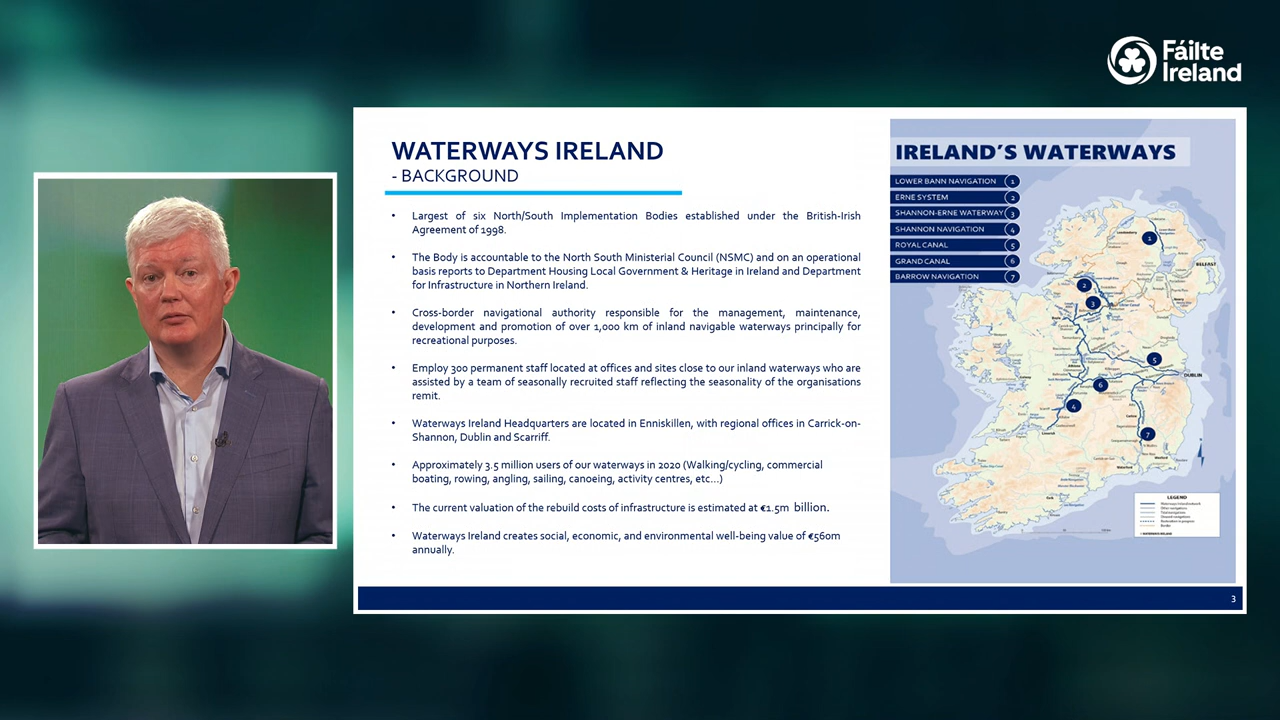 Fáilte
Ireland
WATERWAYS IRELAND
- BACKGROUND
• Largest of six North/South Implementation Bodies established under the British-Irish
Agreement of 1998.
• The Body is accountable to the North South Ministerial Council (NSMC) and on an operational
basis reports to Department Housing Local Government & Heritage in Ireland and Department
for Infrastructure in Northern Ireland.
• Cross-border navigational authority responsible for the management, maintenance,
development and promotion of over 1,000 km of inland navigable waterways principally for
recreational purposes.
• Employ 300 permanent staff located at offices and sites close to our inland waterways who are
assisted by a team of seasonally recruited staff reflecting the seasonality of the organisations
remit.
• Waterways Ireland Headquarters are located in Enniskillen, with regional offices in Carrick-on-
Shannon, Dublin and Scarriff.
• Approximately 3.5 million users of our waterways in 2020 (Walking/cycling, commercial
boating, rowing, angling, sailing, canoeing, activity centres, etc...)
• The current valuation of the rebuild costs of infrastructure is estimated at €1.5m billion.
• Waterways Ireland creates social, economic, and environmental well-being value of €560m
annually.
IRELAND'S WATERWAYS
LOWER BANN NAVIGATION 1
ERNE SYSTEM 2
SHANNON-ERNE WATERWAY 3
SHANNON NAVIGATION 4
ROYAL CANAL 5
GRAND CANAL 6
BARROW NAVIGATION 7
1
BELFAST
2
3
5
DUBLIN
6
4
7
Limerick
Waterford
Cork
LEGEND
3